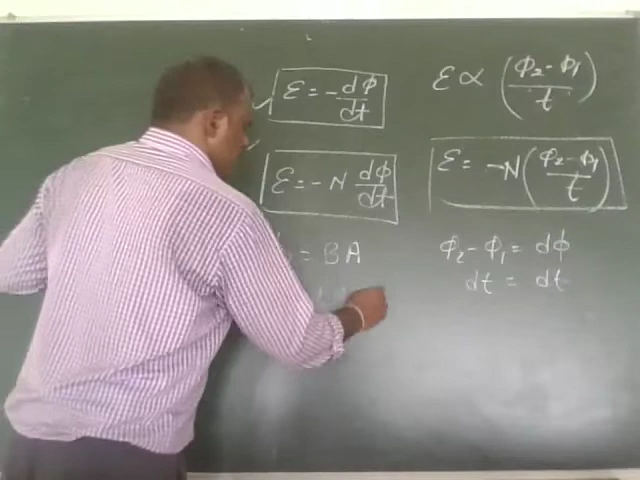 ε = - dϕ/dt
ε = -N dϕ/dt
= BA
ε ∝ (ϕ₂ - ϕ₁ / t)
ε = -N (ϕ₂ - ϕ₁ / t)
ϕ₂ - ϕ₁ = dϕ
dt = dt